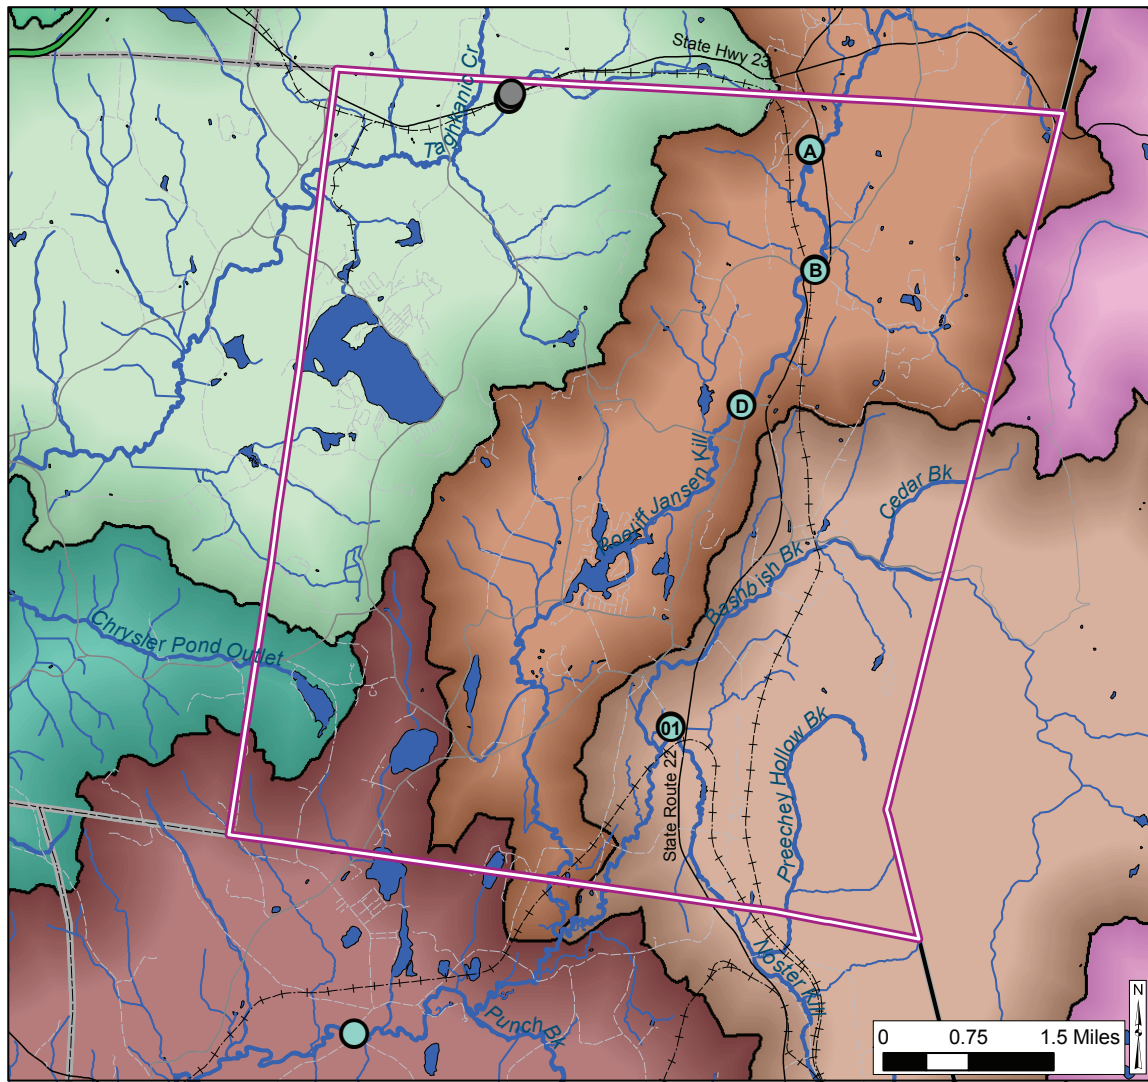 State Hwy 23
Taghkanic Cr
A
B
D
Roeliff Jansen Kill
Cedar Bk
Bashbish Bk
Chrysler Pond Outlet
01
State Route 22
Preechey Hollow Bk
Noster Kill
Punch Bk
N
0 0.75 1.5 Miles